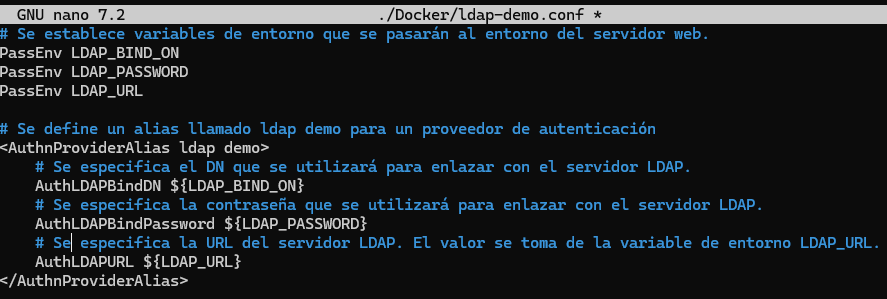 GNU nano 7.2 ./Docker/ldap-demo.conf *
# Se establece variables de entorno que se pasarán al entorno del servidor web.
PassEnv LDAP_BIND_ON
PassEnv LDAP_PASSWORD
PassEnv LDAP_URL
# Se define un alias llamado ldap demo para un proveedor de autenticación
<AuthnProviderAlias ldap demo>
    # Se especifica el DN que se utilizará para enlazar con el servidor LDAP.
    AuthLDAPBindDN ${LDAP_BIND_ON}
    # Se especifica la contraseña que se utilizará para enlazar con el servidor LDAP.
    AuthLDAPBindPassword ${LDAP_PASSWORD}
    # Se especifica la URL del servidor LDAP. El valor se toma de la variable de entorno LDAP_URL.
    AuthLDAPURL ${LDAP_URL}
</AuthnProviderAlias>